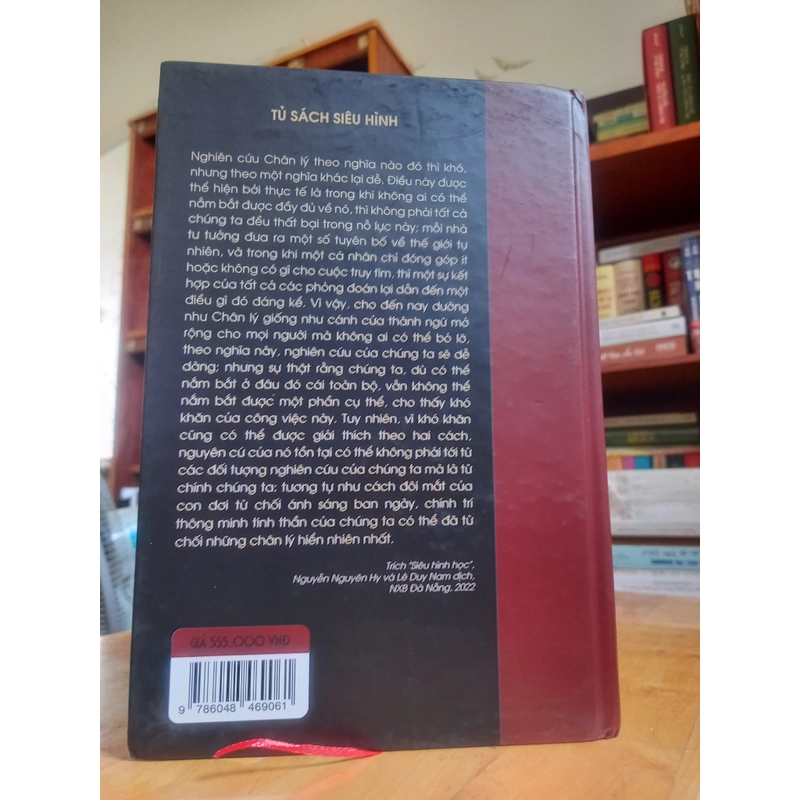 TỦ SÁCH SIÊU HÌNH
Nghiên cứu Chân lý theo nghĩa nào đó thì khó,
nhưng theo một nghĩa khác lại dễ. Điều này được
thể hiện bởi thực tế là trong khi không ai có thể
nắm bắt được đầy đủ về nó, thì không phải tất cả
chúng ta đều thất bại trong nỗ lực này; mỗi nhà
tư tưởng đưa ra một số tuyên bố về thế giới tự
nhiên, và trong khi một cá nhân chỉ đóng góp ít
hoặc không có gì cho cuộc truy tìm, thì một sự kết
hợp của tất cả các phỏng đoán lại dẫn đến một
điều gì đó đáng kể. Vì vậy, cho đến nay dường
như Chân lý giống như cánh cửa thành ngữ mở
rộng cho mọi người mà không ai có thể bỏ lỡ,
theo nghĩa này, nghiên cứu của chúng ta sẽ dễ
dàng; nhưng sự thật rằng chúng ta, dù có thể
nắm bắt ở đâu đó cái toàn bộ, vẫn không thể
nắm bắt được một phần cụ thể, cho thấy khó
khăn của công việc này. Tuy nhiên, vì khó khăn
cũng có thể được giải thích theo hai cách,
nguyên cứ của nó tồn tại có thể không phải tới từ
các đối tượng nghiên cứu của chúng ta mà là từ
chính chúng ta; tương tự như cách đôi mắt của
con dơi từ chối ánh sáng ban ngày, chính trí
thông minh tinh thần của chúng ta có thể đã từ
chối những chân lý hiển nhiên nhất.
Trích "Siêu hình học",
Nguyễn Nguyên Hy và Lê Duy Nam dịch,
NXB Đà Nẵng, 2022
GIÁ 555.000 VNĐ
9 786048 469061